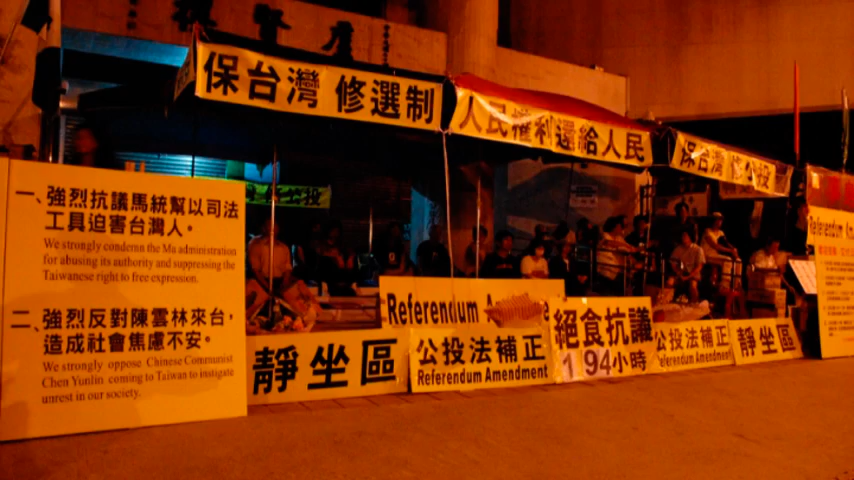 保台灣 修選制
人民權利還給人民
保台灣 修公投
一、強烈抗議馬統幫以司法
工具迫害台灣人。
We strongly condemn the Ma administration
for abusing its authority and suppressing the
Taiwanese right to free expression.
二、強烈反對陳雲林來台，
造成社會焦慮不安。
We strongly oppose Chinese Communist
Chen Yunlin coming to Taiwan to instigate
unrest in our society.
Referendum
靜坐區
公投法補正
Referendum Amendment
絕食抗議
194小時
公投法補正
Referendum Amendment
靜坐區
Referendum